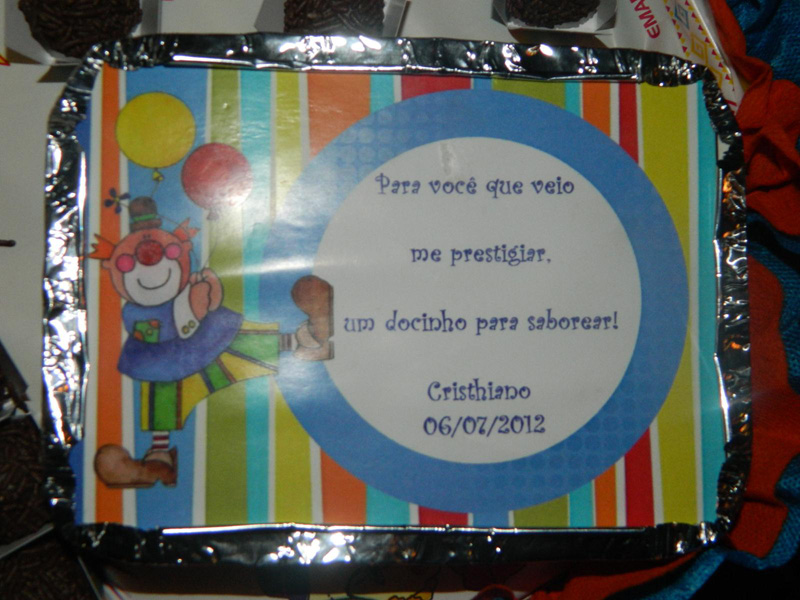 Para você que veio
me prestigiar,
um docinho para saborear!
Cristhiano
06/07/2012